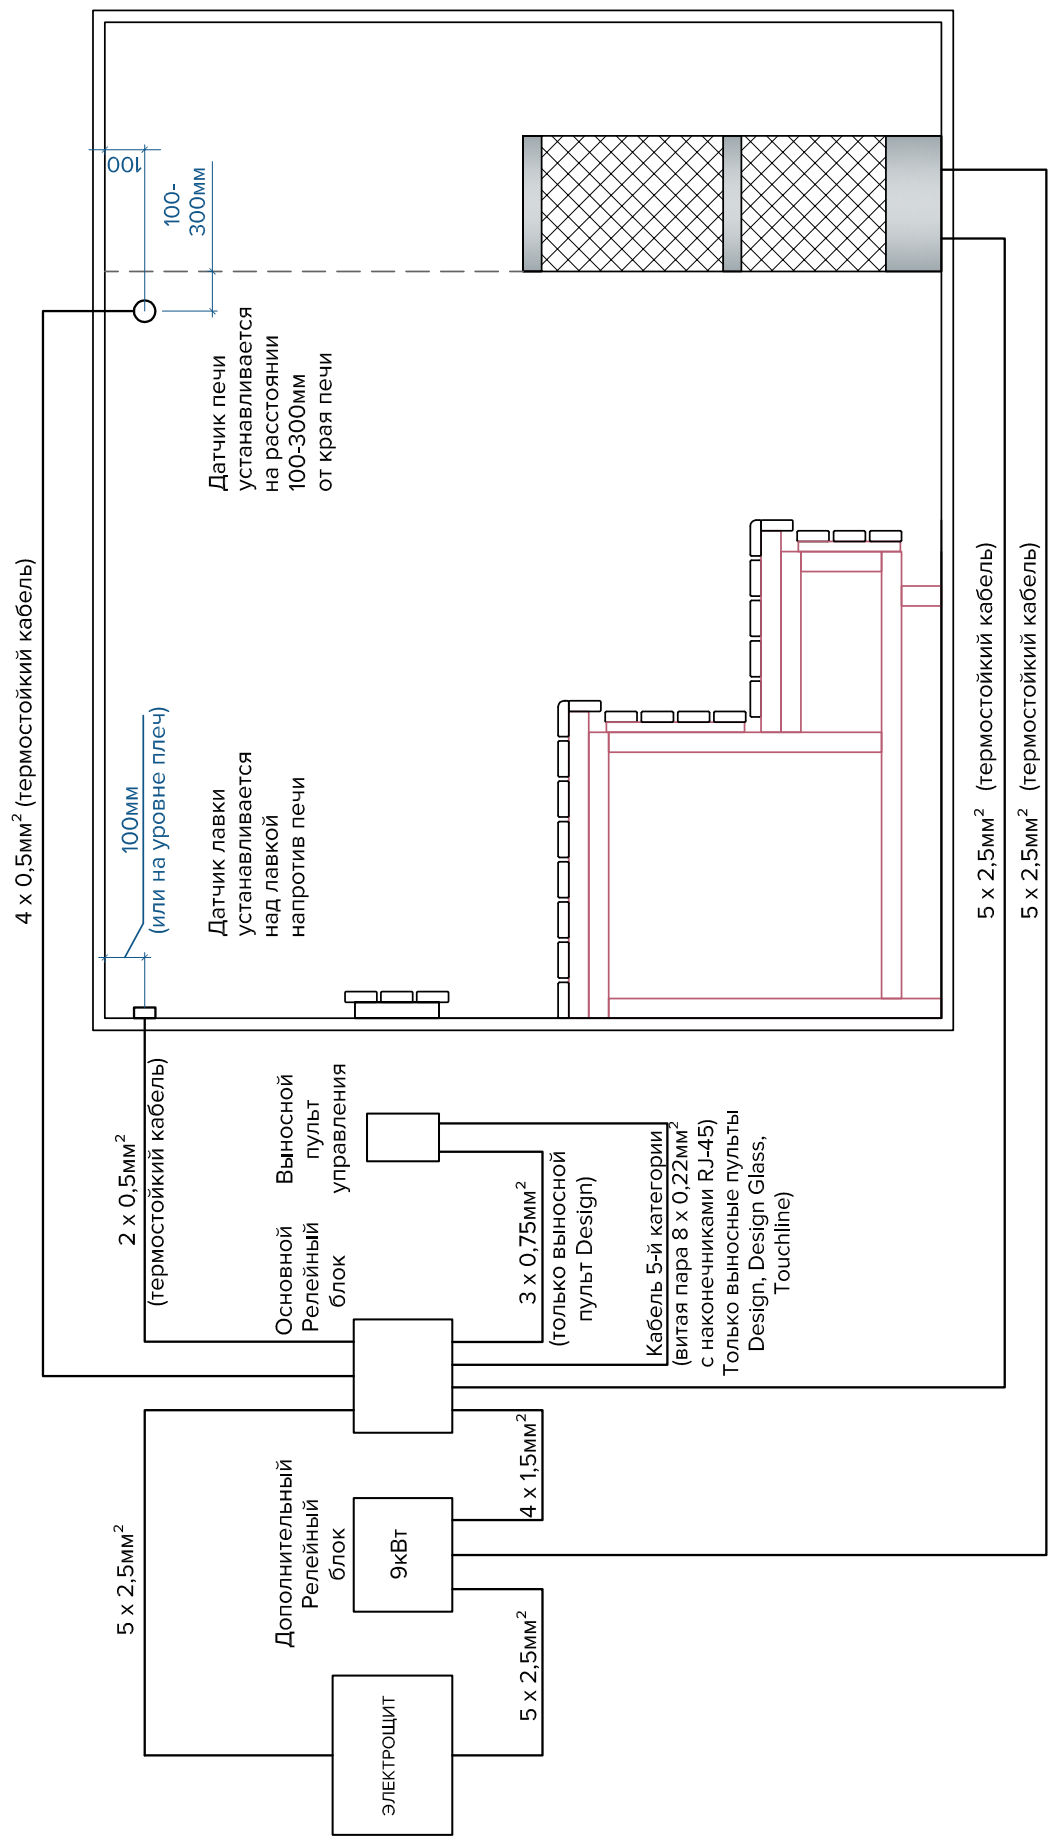 4 x 0,5мм² (термостойкий кабель)
2 x 0,5мм²
(термостойкий кабель)
100мм
(или на уровне плеч)
100
100-
300мм
Датчик лавки
устанавливается
над лавкой
напротив печи
Датчик печи
устанавливается
на расстоянии
100-300мм
от края печи
5 x 2,5мм²
ЭЛЕКТРОЩИТ
Дополнительный
Релейный
блок
9кВт
Основной
Релейный
блок
Выносной
пульт
управления
5 x 2,5мм²
4 x 1,5мм²
3 x 0,75мм²
(только выносной
пульт Design)
Кабель 5-й категории
(витая пара 8 x 0,22мм²
с наконечниками RJ-45)
Только выносные пульты
Design, Design Glass,
Touchline)
5 x 2,5мм² (термостойкий кабель)
5 x 2,5мм² (термостойкий кабель)